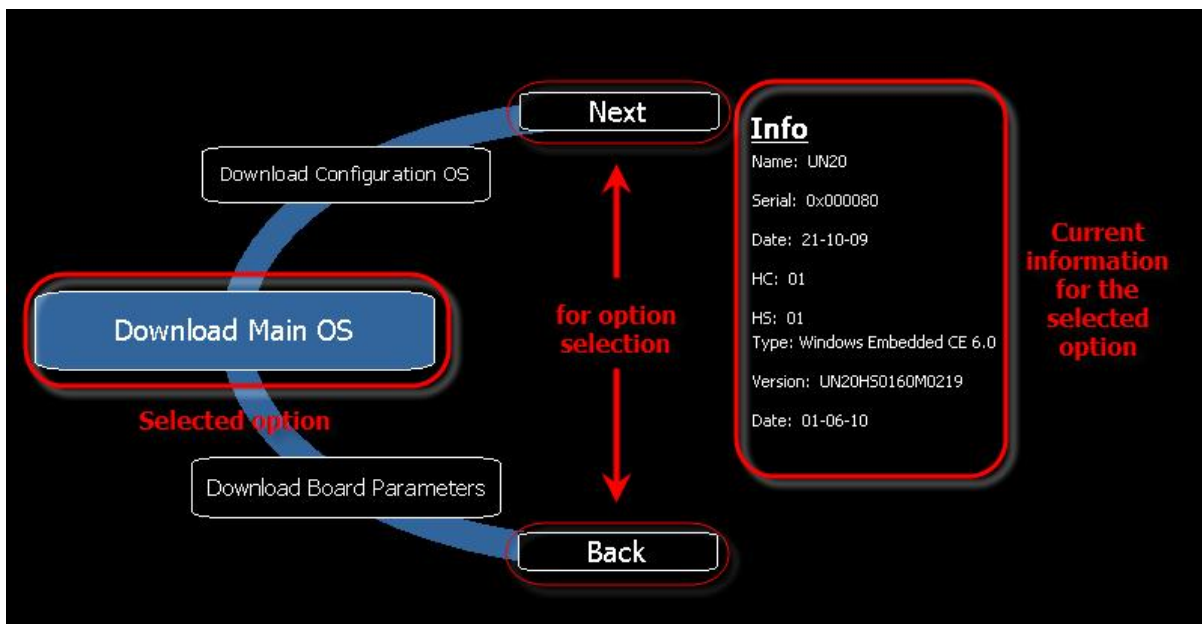 Next
Download Configuration OS
Download Main OS
Selected option
Download Board Parameters
Back
for option
selection
Info
Name: UN20
Serial: 0x000080
Date: 21-10-09
HC: 01
HS: 01
Type: Windows Embedded CE 6.0
Version: UN20HS0160M0219
Date: 01-06-10
Current
information
for the
selected
option